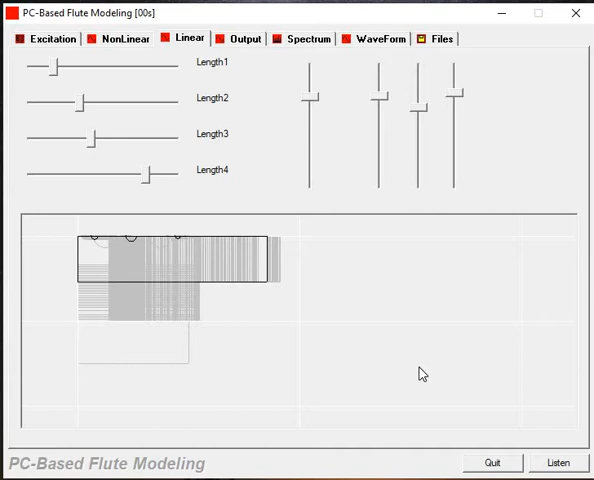 PC-Based Flute Modeling [00s]
Excitation NonLinear Linear Output Spectrum WaveForm Files
Length1
Length2
Length3
Length4
PC-Based Flute Modeling Quit Listen